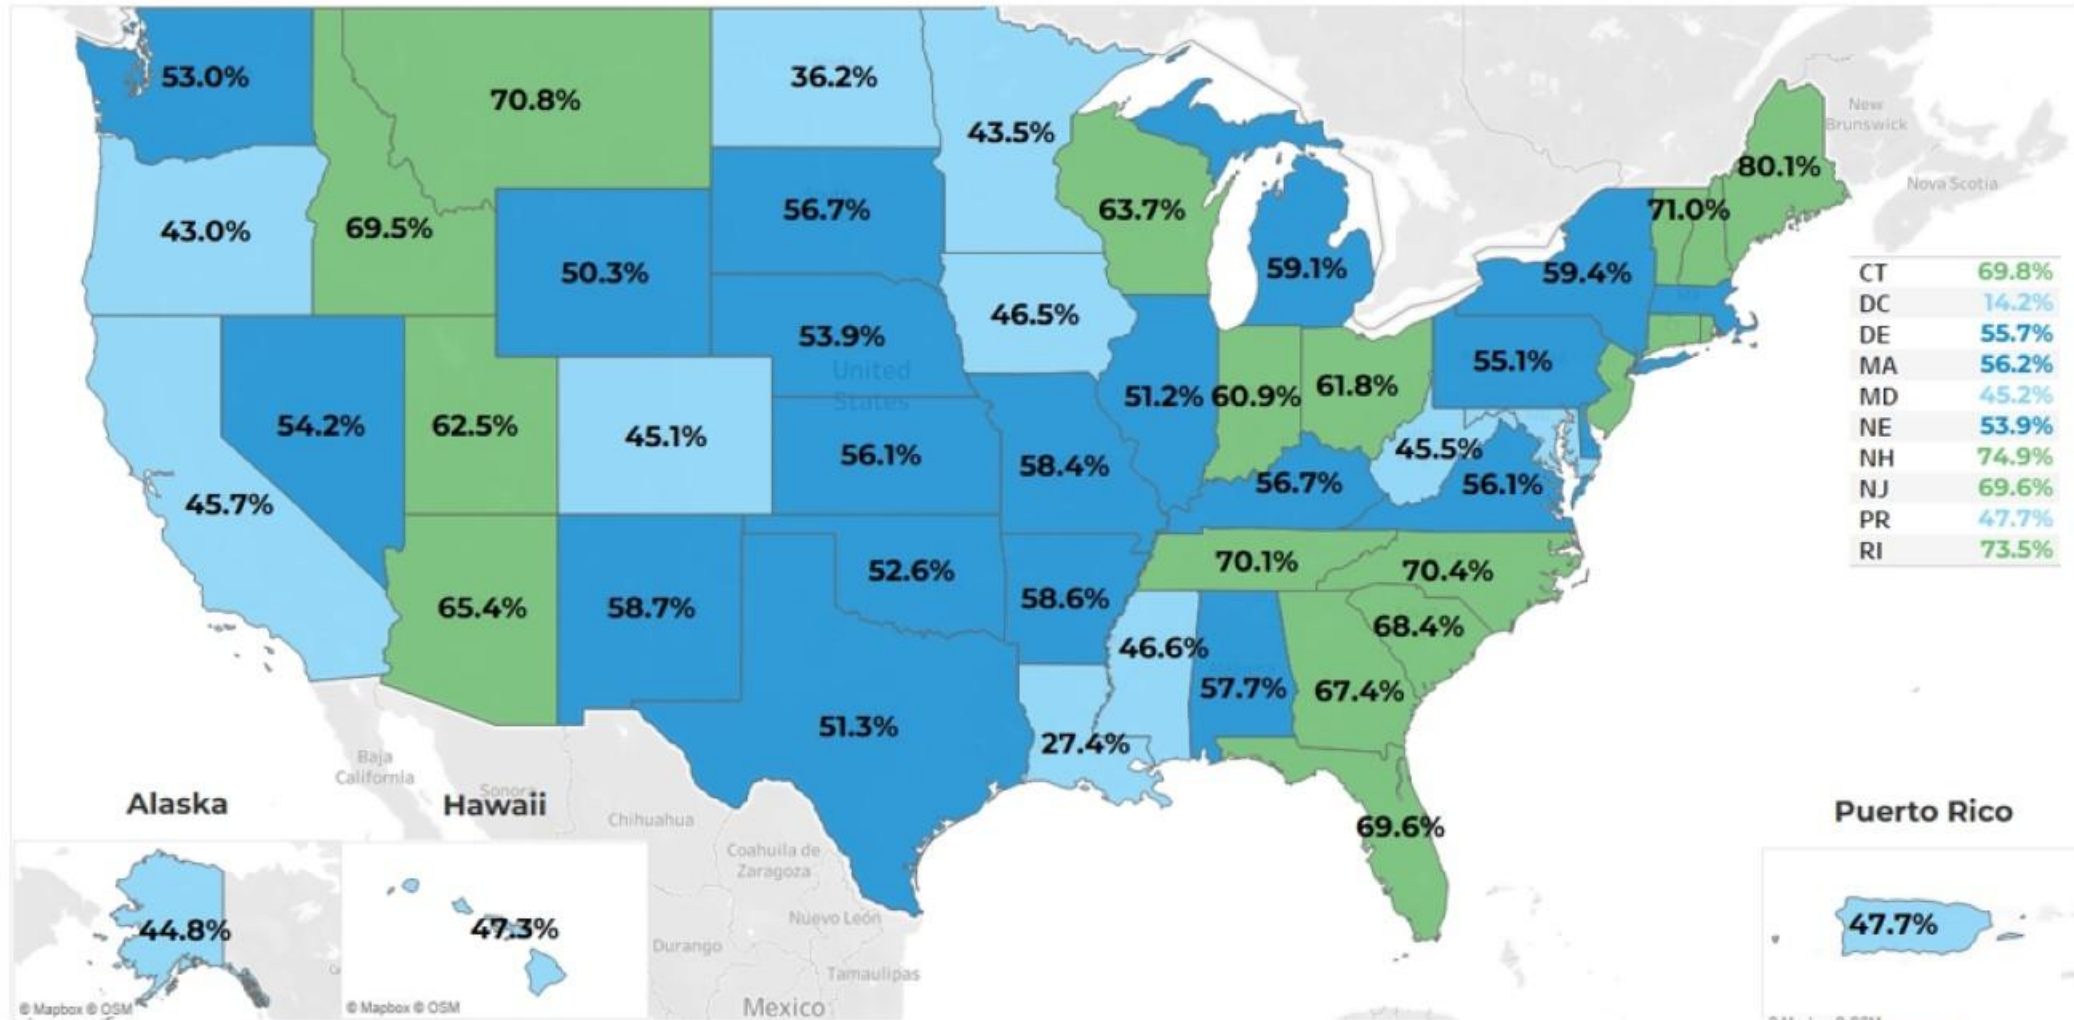 53.0%
70.8%
36.2%
43.5%
80.1%
New
Brunswick
Nova Scotia
43.0%
69.5%
50.3%
56.7%
63.7%
59.1%
59.4%
71.0%
46.5%
53.9%
United
States
55.1%
54.2%
62.5%
45.1%
56.1%
58.4%
51.2%
60.9%
61.8%
45.5%
56.7%
56.1%
45.7%
65.4%
58.7%
52.6%
58.6%
70.1%
70.4%
46.6%
68.4%
57.7%
67.4%
51.3%
27.4%
69.6%
CT 69.8%
DC 14.2%
DE 55.7%
MA 56.2%
MD 45.2%
NE 53.9%
NH 74.9%
NJ 69.6%
PR 47.7%
RI 73.5%
Baja
California
Sonora
Chihuahua
Coahuila de
Zaragoza
Nuevo León
Durango
Tamaulipas
Mexico
Alaska
44.8%
© Mapbox © OSM
Hawaii
47.3%
© Mapbox © OSM
Puerto Rico
47.7%